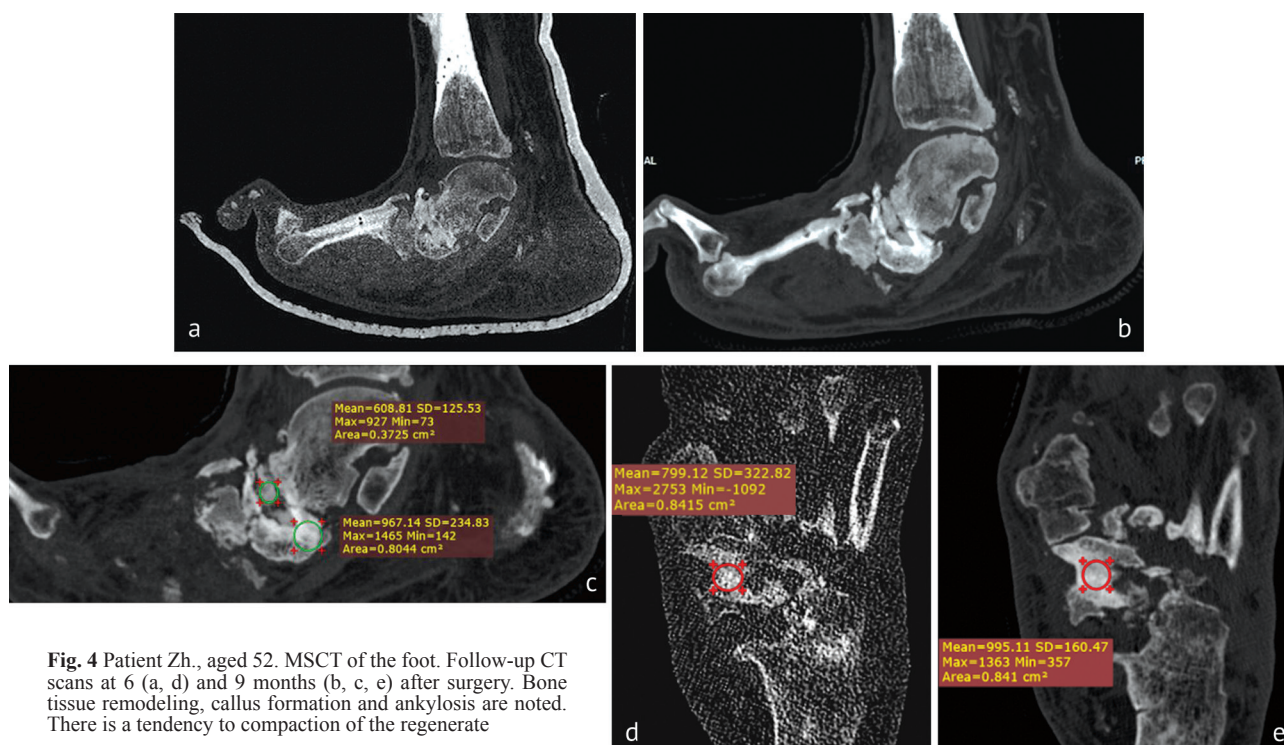 a
AL
PF
b
Mean=608.81 SD=125.53
Max=927 Min=73
Area=0.3725 cm²
Mean=967.14 SD=234.83
Max=1465 Min=142
Area=0.8044 cm²
c
Mean=799.12 SD=322.82
Max=2753 Min=-1092
Area=0.8415 cm²
d
Mean=995.11 SD=160.47
Max=1363 Min=357
Area=0.841 cm²
e
Fig. 4 Patient Zh., aged 52. MSCT of the foot. Follow-up CT
scans at 6 (a, d) and 9 months (b, c, e) after surgery. Bone
tissue remodeling, callus formation and ankylosis are noted.
There is a tendency to compaction of the regenerate